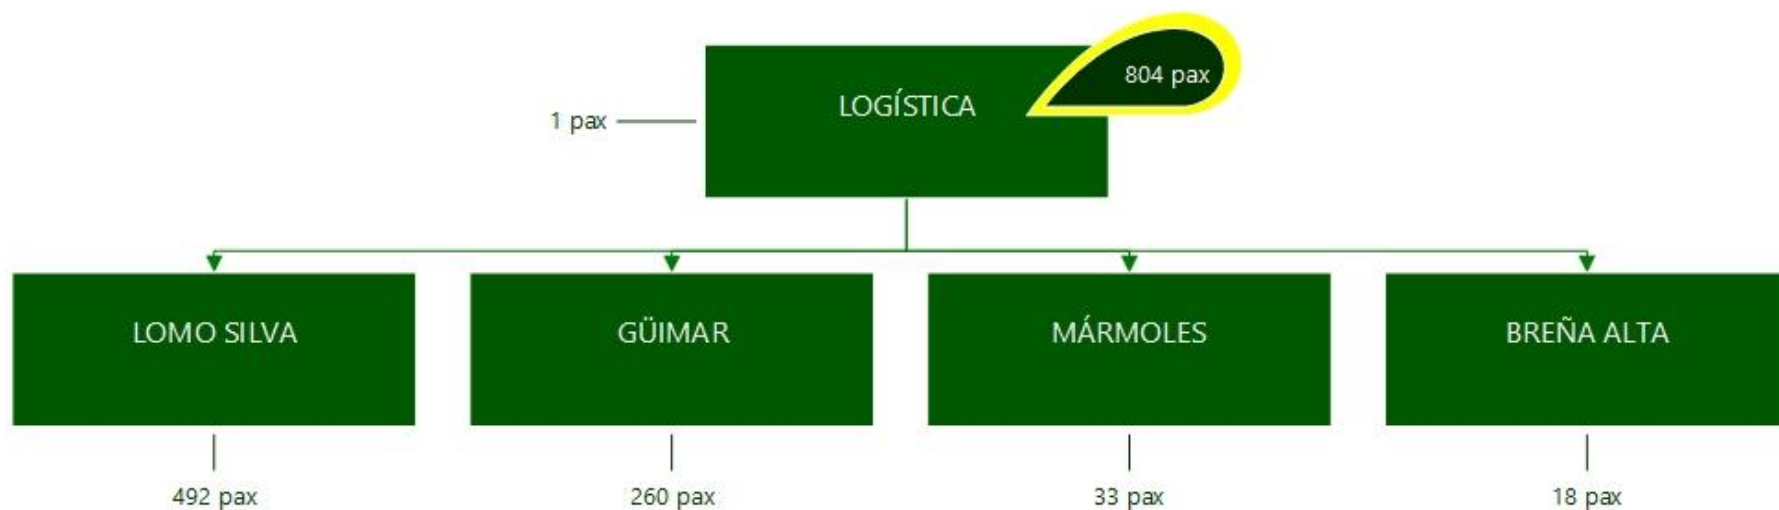 804 pax
LOGÍSTICA
1 pax
LOMO SILVA
GÜIMAR
MÁRMOLES
BREÑA ALTA
492 pax
260 pax
33 pax
18 pax